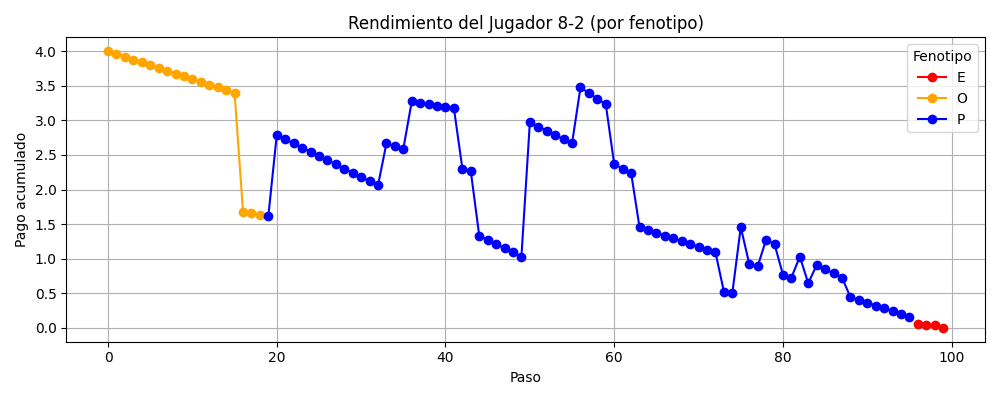 Rendimiento del Jugador 8-2 (por fenotipo)
Pago acumulado
4.0
3.5
3.0
2.5
2.0
1.5
1.0
0.5
0.0
Fenotipo
E
O
P
0
20
40
60
80
100
Paso